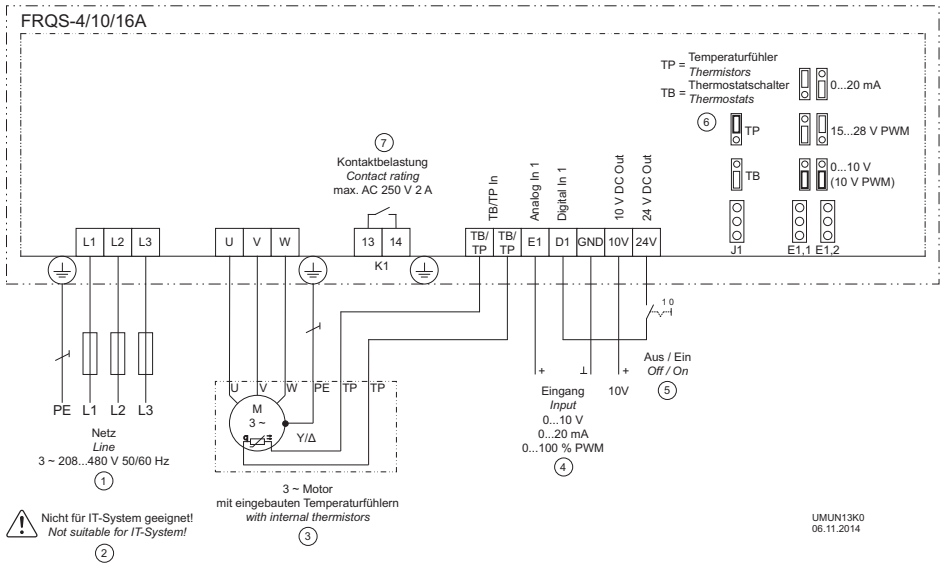 FRQS-4/10/16A
TP = Temperaturfühler
Thermistors
TB = Thermostatschalter
Thermostats
6
0...20 mA
TP
15...28 V PWM
TB
0...10 V
(10 V PWM)
J1
E1,1
E1,2
7
Kontaktbelastung
Contact rating
max. AC 250 V 2 A
TB/TP In
Analog In 1
Digital In 1
10 V DC Out
24 V DC Out
L1 L2 L3
U V W
13 14
K1
TB/ TP
TB/ TP
E1 D1 GND 10V 24V
1 0
Aus / Ein
Off / On
5
+ ⊥ +
Eingang
Input
0...10 V
0...20 mA
0...100 % PWM
4
10V
U V W PE TP TP
M
3 ~
Y/Δ
PE L1 L2 L3
Netz
Line
3 ~ 208...480 V 50/60 Hz
1
3 ~ Motor
mit eingebauten Temperaturfühlern
with internal thermistors
3
Nicht für IT-System geeignet!
Not suitable for IT-System!
2
UMUN13K0
06.11.2014